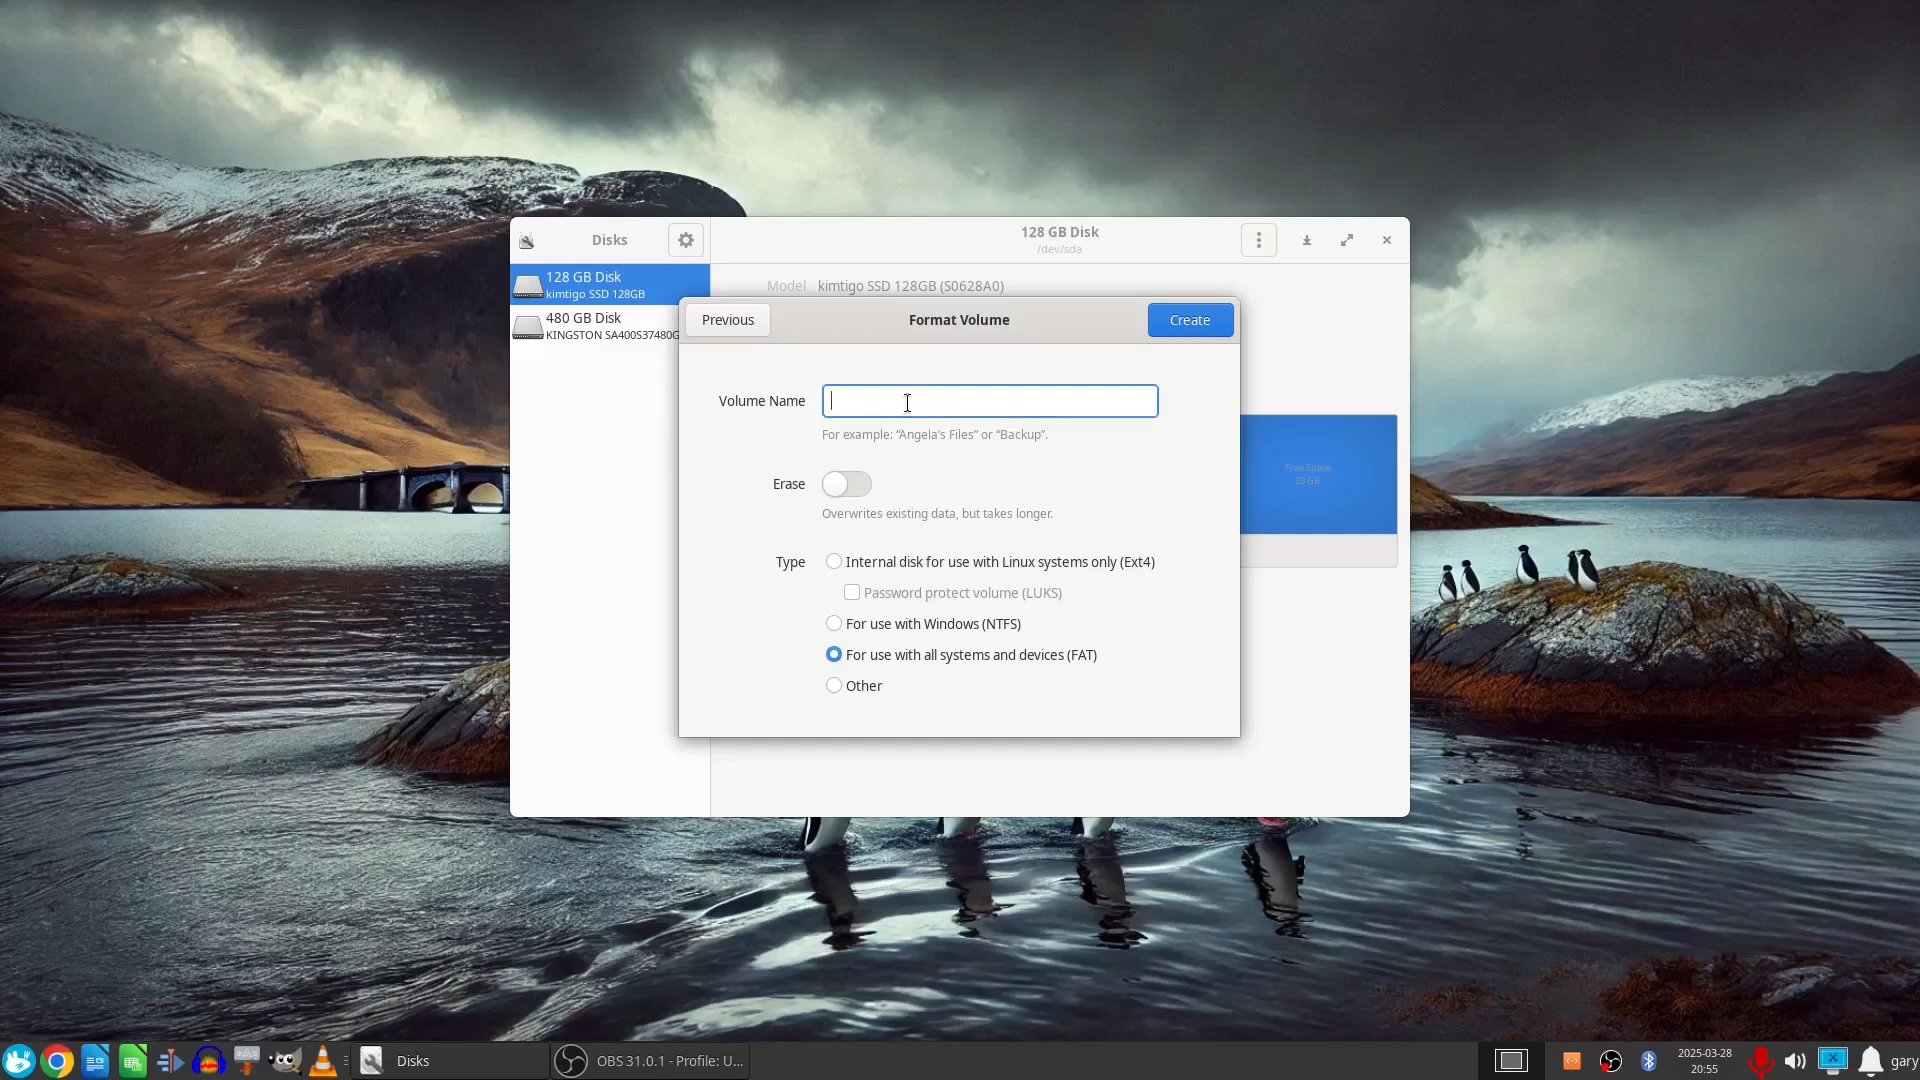 Disks
128 GB Disk
/dev/sda
128 GB Disk
kimtigo SSD 128GB
480 GB Disk
KINGSTON SA400S37480G
Model kimtigo SSD 128GB (S0628A0)
Previous
Format Volume
Create
Volume Name
For example: “Angela’s Files” or “Backup”.
Erase
Overwrites existing data, but takes longer.
Type
Internal disk for use with Linux systems only (Ext4)
Password protect volume (LUKS)
For use with Windows (NTFS)
For use with all systems and devices (FAT)
Other
Free Space
28 GB
Disks
OBS 31.0.1 - Profile: U...
2025-03-28
20:55
gary